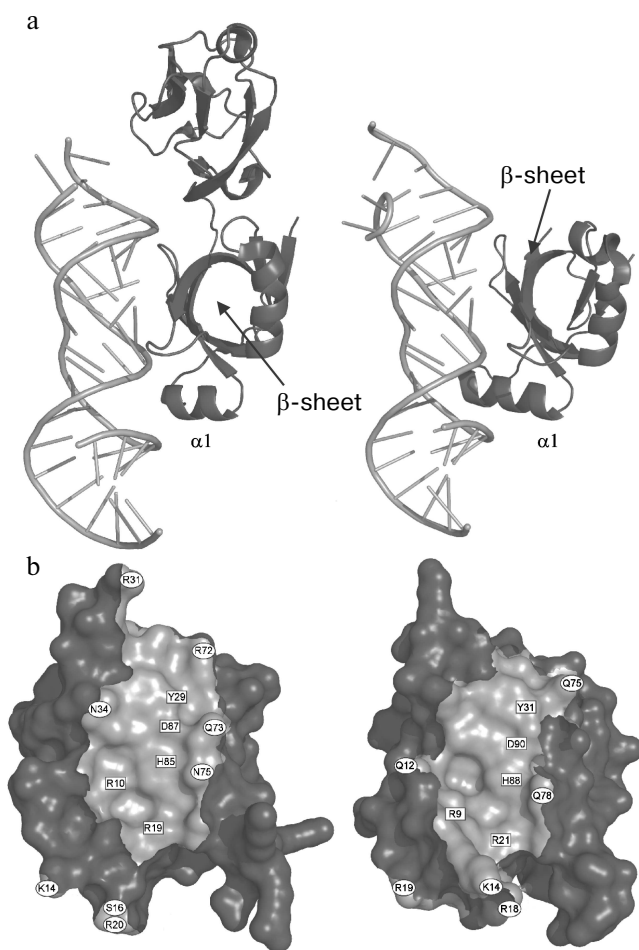 a
β-sheet
β-sheet
α1
α1
b
R31
R72
Y29
N34
D87
Q73
H85
N75
R10
R19
K14
S16
R20
Q75
Y31
D90
Q12
H88
Q78
R9
R21
R19
K14
R18